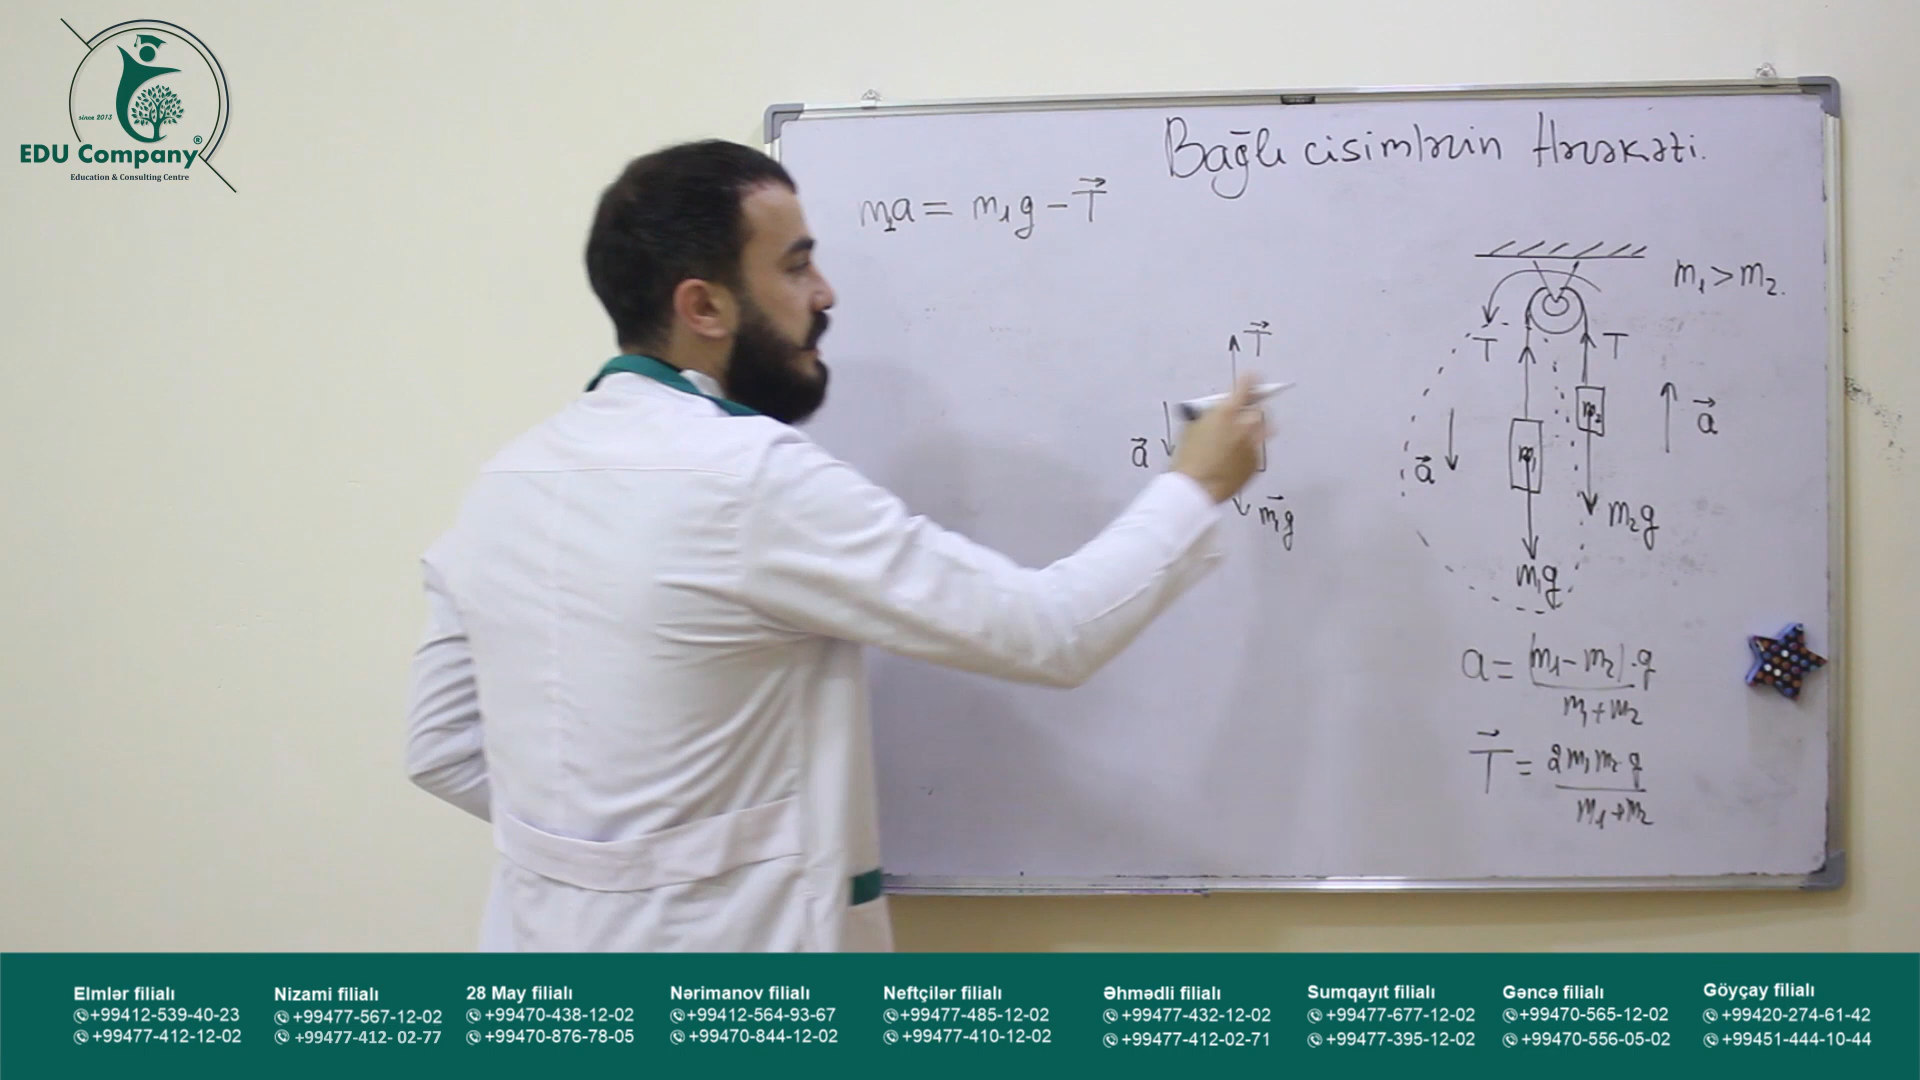 since 2013
EDU Company®
Education & Consulting Centre
Bağlı cisimlərin Hərəkəti.
m₁a = m₁g − T⃗
m₁ > m₂.
T⃗
a⃗
m⃗₁g
T
T
m₂
m₁
a⃗
a⃗
m₂g
m₁g
a = (m₁ − m₂)·g
m₁ + m₂
T⃗ = 2m₁m₂g
m₁ + m₂
Elmlər filialı
+99412-539-40-23
+99477-412-12-02
Nizami filialı
+99477-567-12-02
+99477-412- 02-77
28 May filialı
+99470-438-12-02
+99470-876-78-05
Nərimanov filialı
+99412-564-93-67
+99470-844-12-02
Neftçilər filialı
+99477-485-12-02
+99477-410-12-02
Əhmədli filialı
+99477-432-12-02
+99477-412-02-71
Sumqayıt filialı
+99477-677-12-02
+99477-395-12-02
Gəncə filialı
+99470-565-12-02
+99470-556-05-02
Göyçay filialı
+99420-274-61-42
+99451-444-10-44